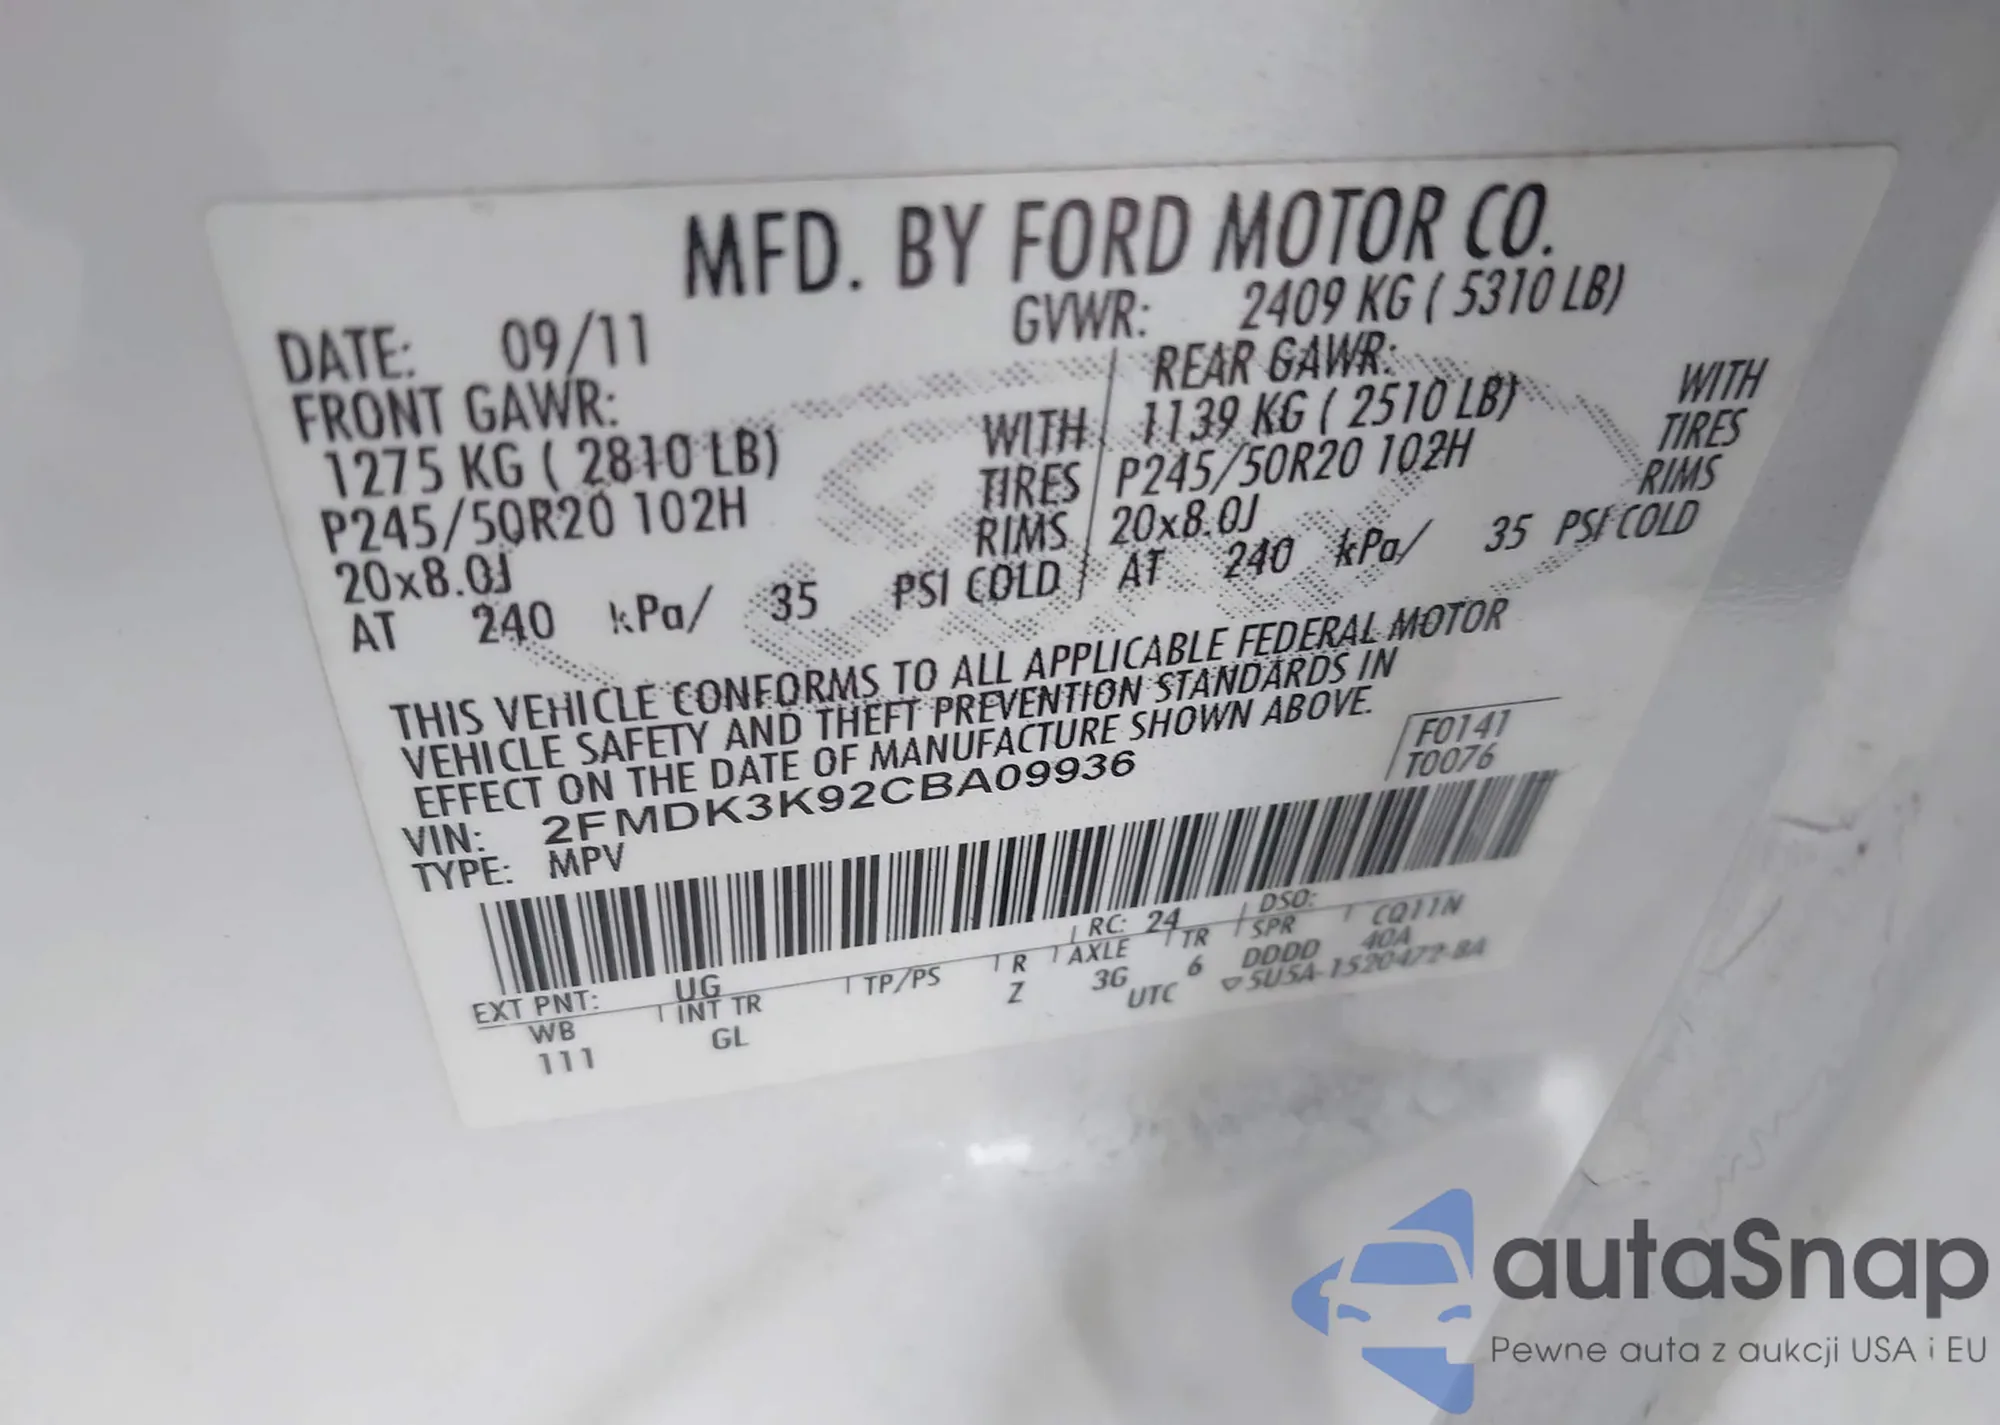 MFD. BY FORD MOTOR CO.
DATE: 09/11 GVWR: 2409 KG ( 5310 LB)
FRONT GAWR: REAR GAWR:
1275 KG ( 2810 LB) WITH 1139 KG ( 2510 LB) WITH
P245/50R20 102H TIRES P245/50R20 102H TIRES
20x8.0J RIMS 20x8.0J RIMS
AT 240 kPa/ 35 PSI COLD AT 240 kPa/ 35 PSI COLD
THIS VEHICLE CONFORMS TO ALL APPLICABLE FEDERAL MOTOR
VEHICLE SAFETY AND THEFT PREVENTION STANDARDS IN
EFFECT ON THE DATE OF MANUFACTURE SHOWN ABOVE.
VIN: 2FMDK3K92CBA09936 F0141
TYPE: MPV T0076
EXT PNT: UG RC: 24 DSO:
WB INT TR TP/PS R AXLE TR SPR CQ11N
111 GL Z 3G 6 DDDD 40A
UTC 5U5A-1520472-BA
autaSnap
Pewne auta z aukcji USA i EU